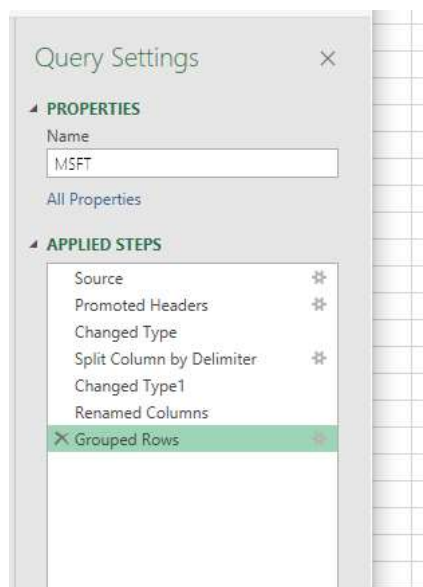 Query Settings
PROPERTIES
Name
MSFT
All Properties
APPLIED STEPS
Source
Promoted Headers
Changed Type
Split Column by Delimiter
Changed Type1
Renamed Columns
Grouped Rows